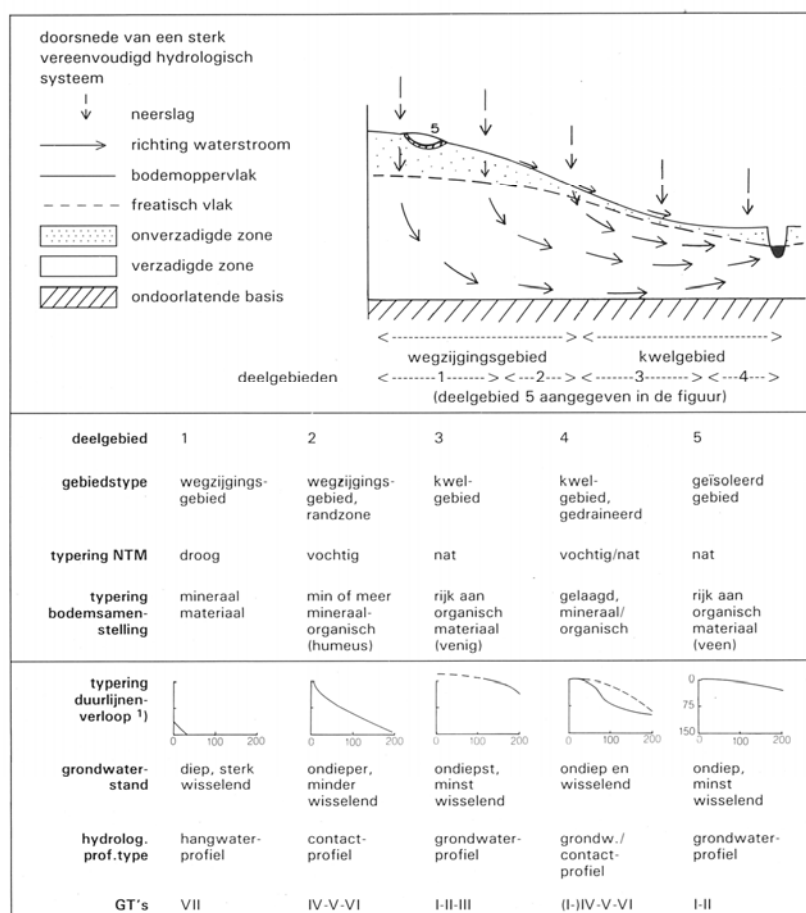 doorsnede van een sterk
vereenvoudigd hydrologisch
systeem
neerslag
richting waterstroom
bodemoppervlak
freatisch vlak
onverzadigde zone
verzadigde zone
ondoorlatende basis
5
wegzijgingsgebied kwelgebied
deelgebieden <-------1-------> <---2---> <-------3-------> <---4--->
(deelgebied 5 aangegeven in de figuur)
deelgebied 1 2 3 4 5
gebiedstype wegzijgings- wegzijgings- kwel- kwel- geïsoleerd
gebied gebied, gebied gebied, gebied
randzone gedraineerd
typering NTM droog vochtig nat vochtig/nat nat
typering mineraal min of meer rijk aan gelaagd, rijk aan
bodemsamen- materiaal mineraal- organisch mineraal/ organisch
stelling organisch materiaal organisch materiaal
(humeus) (venig) (veen)
typering
duurlijnen-
verloop ¹)
0
75
150
0 200 0 200 0 200 0 200 0 200
grondwater- diep, sterk ondieper, ondiepst, ondiep en ondiep,
stand wisselend minder minst wisselend minst
wisselend wisselend wisselend
hydrolog. hangwater- contact- grondwater- grondw./ grondwater-
prof.type profiel profiel profiel contact- profiel
profiel
GT's VII IV-V-VI I-II-III (I-)IV-V-VI I-II